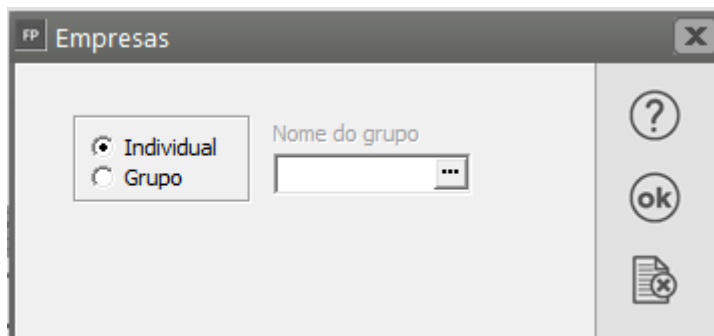 FP Empresas
Individual
Grupo
Nome do grupo
...
?
ok